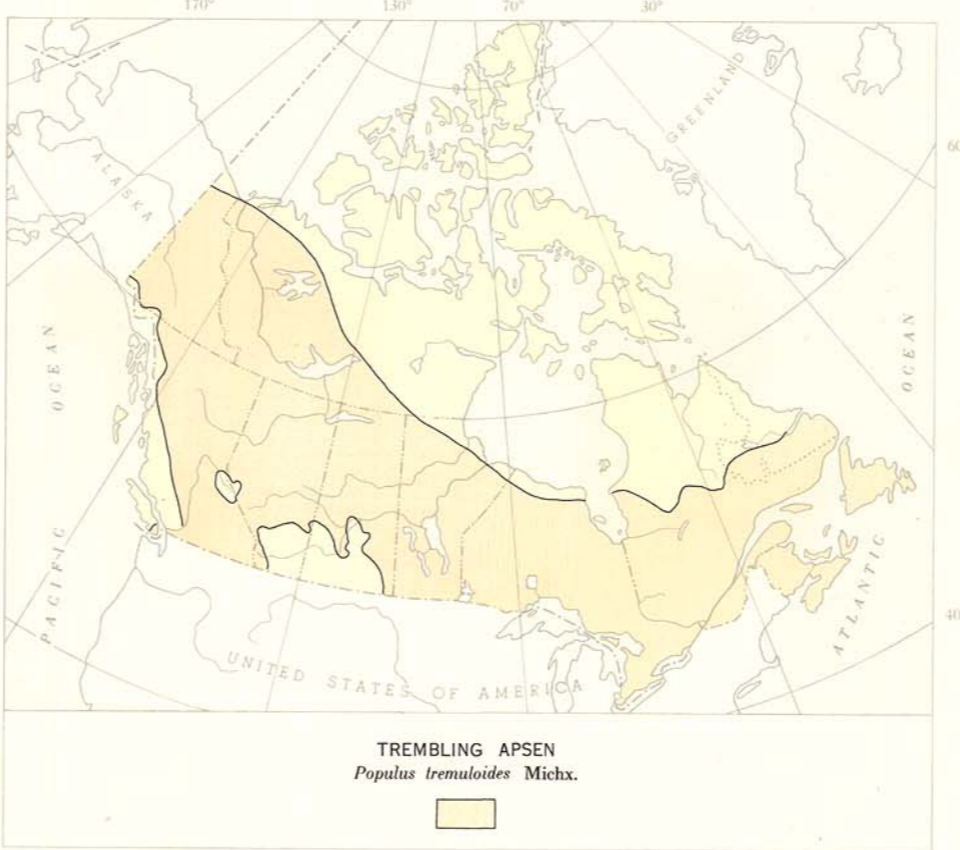 170° 130° 70° 30°
60
GREENLAND
ALASKA
OCEAN
OCEAN
PACIFIC
ATLANTIC
40
UNITED STATES OF AMERICA
TREMBLING APSEN
Populus tremuloides Michx.